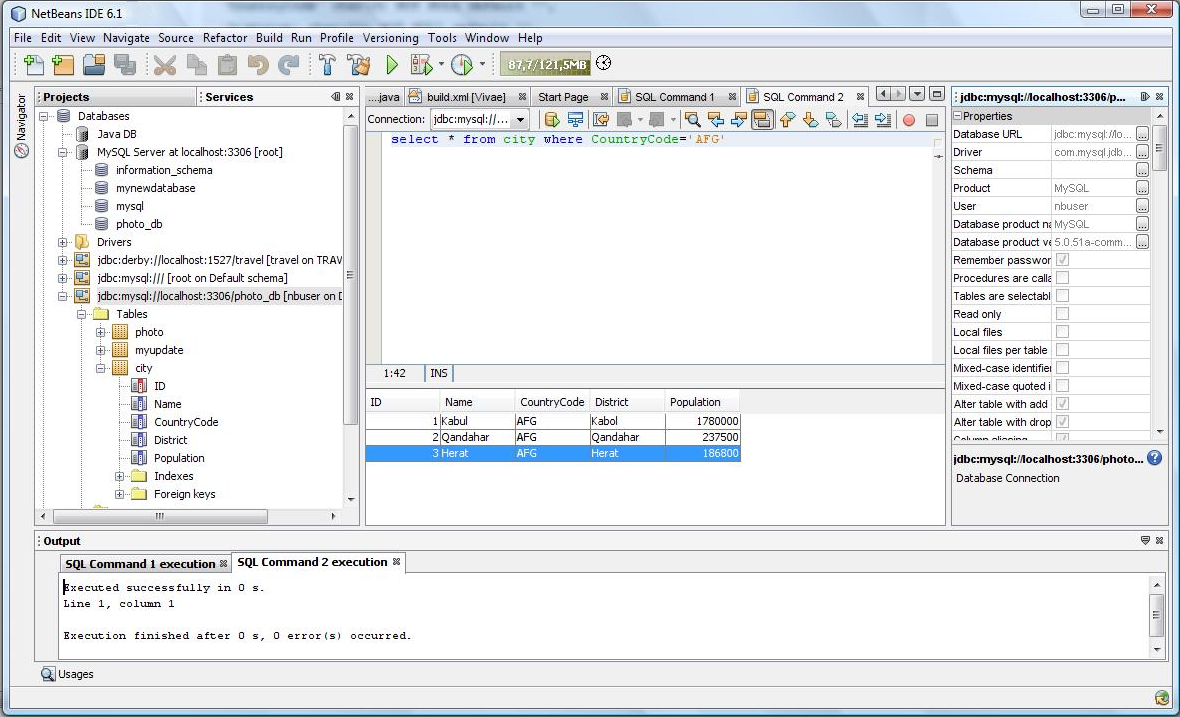 NetBeans IDE 6.1
File Edit View Navigate Source Refactor Build Run Profile Versioning Tools Window Help
87,7/121,5MB
Navigator
Projects
Services
Databases
Java DB
MySQL Server at localhost:3306 [root]
information_schema
mynewdatabase
mysql
photo_db
Drivers
jdbc:derby://localhost:1527/travel [travel on TRAV
jdbc:mysql:/// [root on Default schema]
jdbc:mysql://localhost:3306/photo_db [nbuser on D
Tables
photo
myupdate
city
ID
Name
CountryCode
District
Population
Indexes
Foreign keys
....java build.xml [Vivae] Start Page SQL Command 1 SQL Command 2
Connection: jdbc:mysql://...
select * from city where CountryCode='AFG'
1:42 INS
ID Name CountryCode District Population
1 Kabul AFG Kabol 1780000
2 Qandahar AFG Qandahar 237500
3 Herat AFG Herat 186800
jdbc:mysql://localhost:3306/p...
Properties
Database URL jdbc:mysql://lo... ...
Driver com.mysql.jdb... ...
Schema ...
Product MySQL ...
User nbuser ...
Database product na MySQL ...
Database product ve 5.0.51a-comm... ...
Remember passwor
Procedures are calla
Tables are selectabl
Read only
Local files
Local files per table
Mixed-case identifier
Mixed-case quoted i
Alter table with add
Alter table with drop
Column aliasing
jdbc:mysql://localhost:3306/photo...
Database Connection
Output
SQL Command 1 execution SQL Command 2 execution
Executed successfully in 0 s.
Line 1, column 1
Execution finished after 0 s, 0 error(s) occurred.
Usages